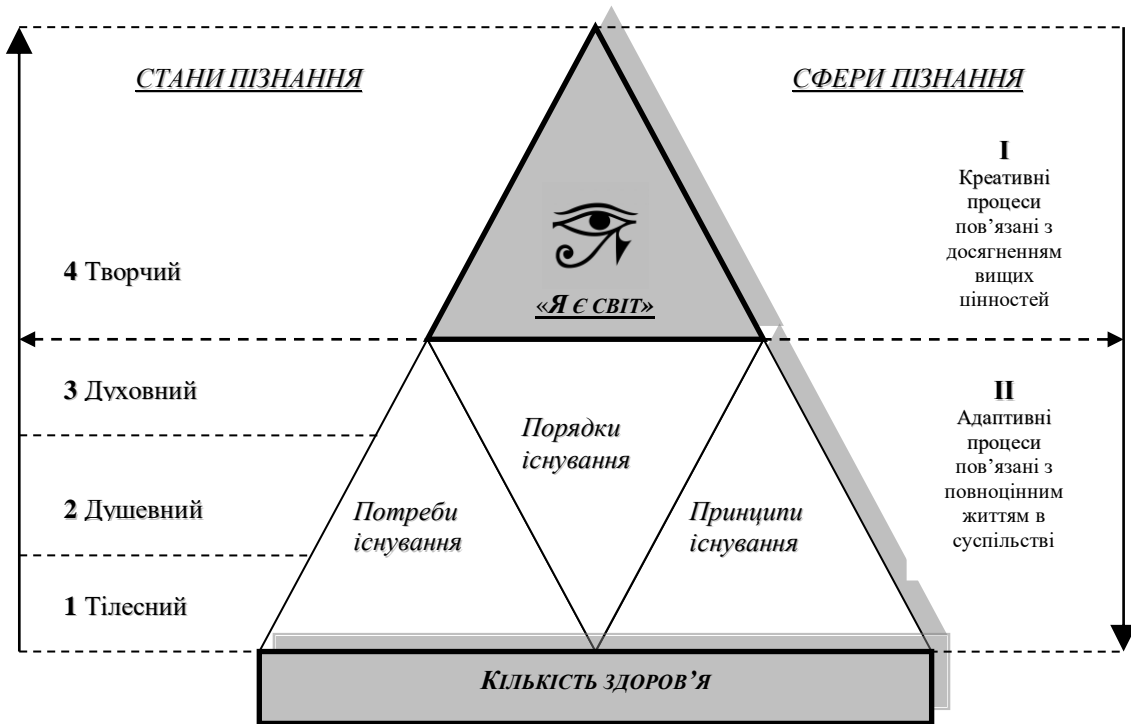 СТАНИ ПІЗНАННЯ
СФЕРИ ПІЗНАННЯ
I
Креативні
процеси
пов’язані з
досягненням
вищих
цінностей
4 Творчий
«Я Є СВІТ»
3 Духовний
2 Душевний
1 Тілесний
Порядки
існування
Потреби
існування
Принципи
існування
II
Адаптивні
процеси
пов’язані з
повноцінним
життям в
суспільстві
КІЛЬКІСТЬ ЗДОРОВ’Я